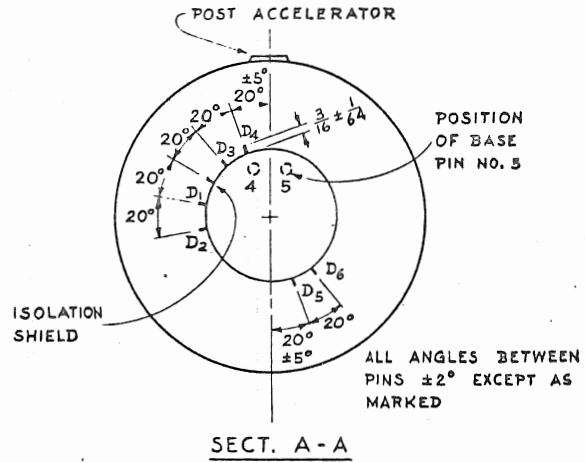 POST ACCELERATOR
±5°
20°
20°
20°
20°
20°
D4
D3
D1
D2
3/16 ± 1/64
4
5
POSITION
OF BASE
PIN NO. 5
D6
D5
20°
20°
±5°
ISOLATION
SHIELD
ALL ANGLES BETWEEN
PINS ±2° EXCEPT AS
MARKED
SECT. A-A